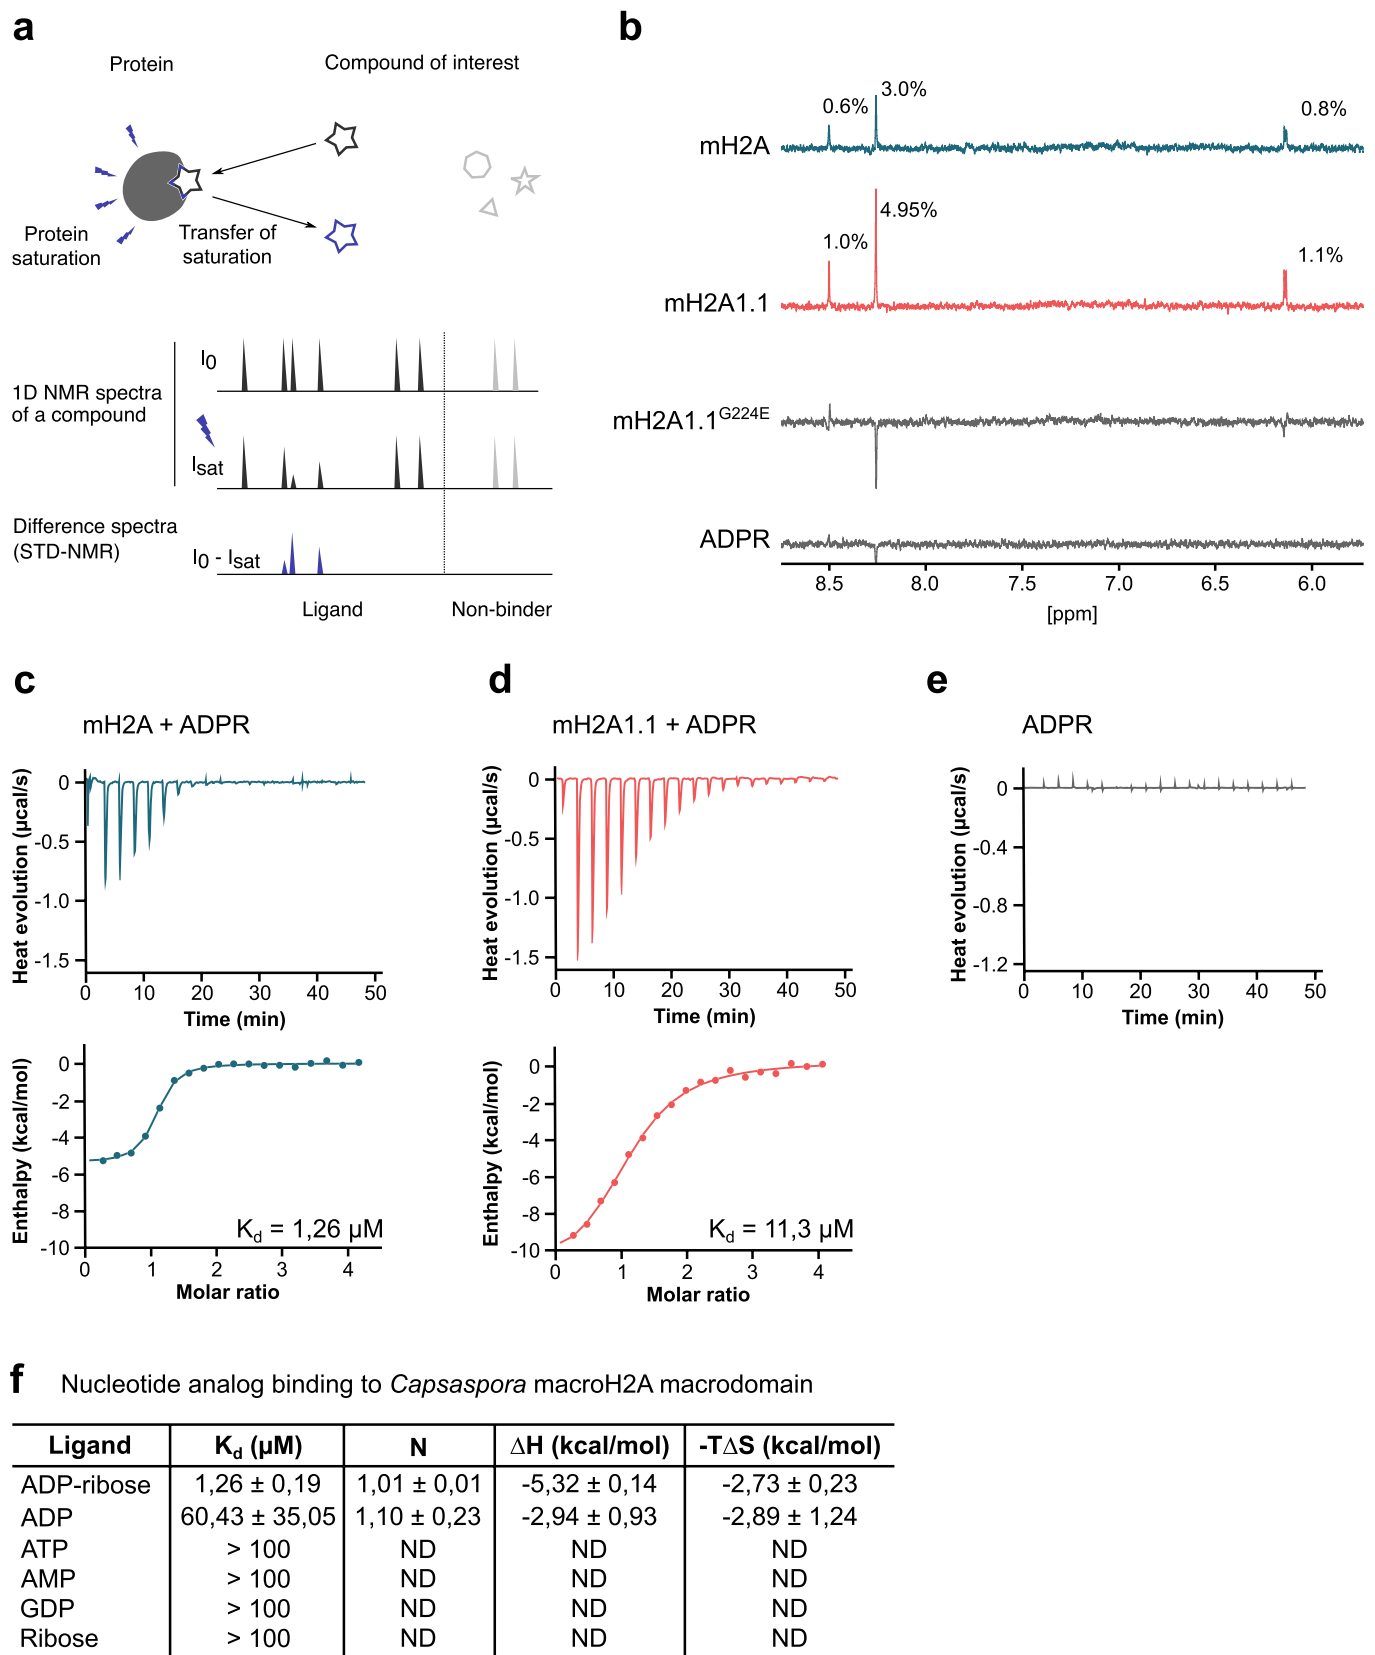 a
Protein
Compound of interest
Protein
saturation
Transfer of
saturation
1D NMR spectra
of a compound
I0
Isat
Difference spectra
(STD-NMR)
I0 - Isat
Ligand
Non-binder
b
mH2A
0.6%
3.0%
0.8%
mH2A1.1
1.0%
4.95%
1.1%
mH2A1.1G224E
ADPR
8.5 8.0 7.5 7.0 6.5 6.0
[ppm]
c
mH2A + ADPR
Heat evolution (µcal/s)
0
-0.5
-1.0
-1.5
0 10 20 30 40 50
Time (min)
Enthalpy (kcal/mol)
0
-2
-4
-6
-8
-10
Kd = 1,26 µM
0 1 2 3 4
Molar ratio
d
mH2A1.1 + ADPR
Heat evolution (µcal/s)
0
-0.5
-1.0
-1.5
0 10 20 30 40 50
Time (min)
Enthalpy (kcal/mol)
0
-2
-4
-6
-8
-10
Kd = 11,3 µM
0 1 2 3 4
Molar ratio
e
ADPR
Heat evolution (µcal/s)
0
-0.4
-0.8
-1.2
0 10 20 30 40 50
Time (min)
f
Nucleotide analog binding to Capsaspora macroH2A macrodomain
Ligand Kd (µM) N ΔH (kcal/mol) -TΔS (kcal/mol)
ADP-ribose 1,26 ± 0,19 1,01 ± 0,01 -5,32 ± 0,14 -2,73 ± 0,23
ADP 60,43 ± 35,05 1,10 ± 0,23 -2,94 ± 0,93 -2,89 ± 1,24
ATP > 100 ND ND ND
AMP > 100 ND ND ND
GDP > 100 ND ND ND
Ribose > 100 ND ND ND